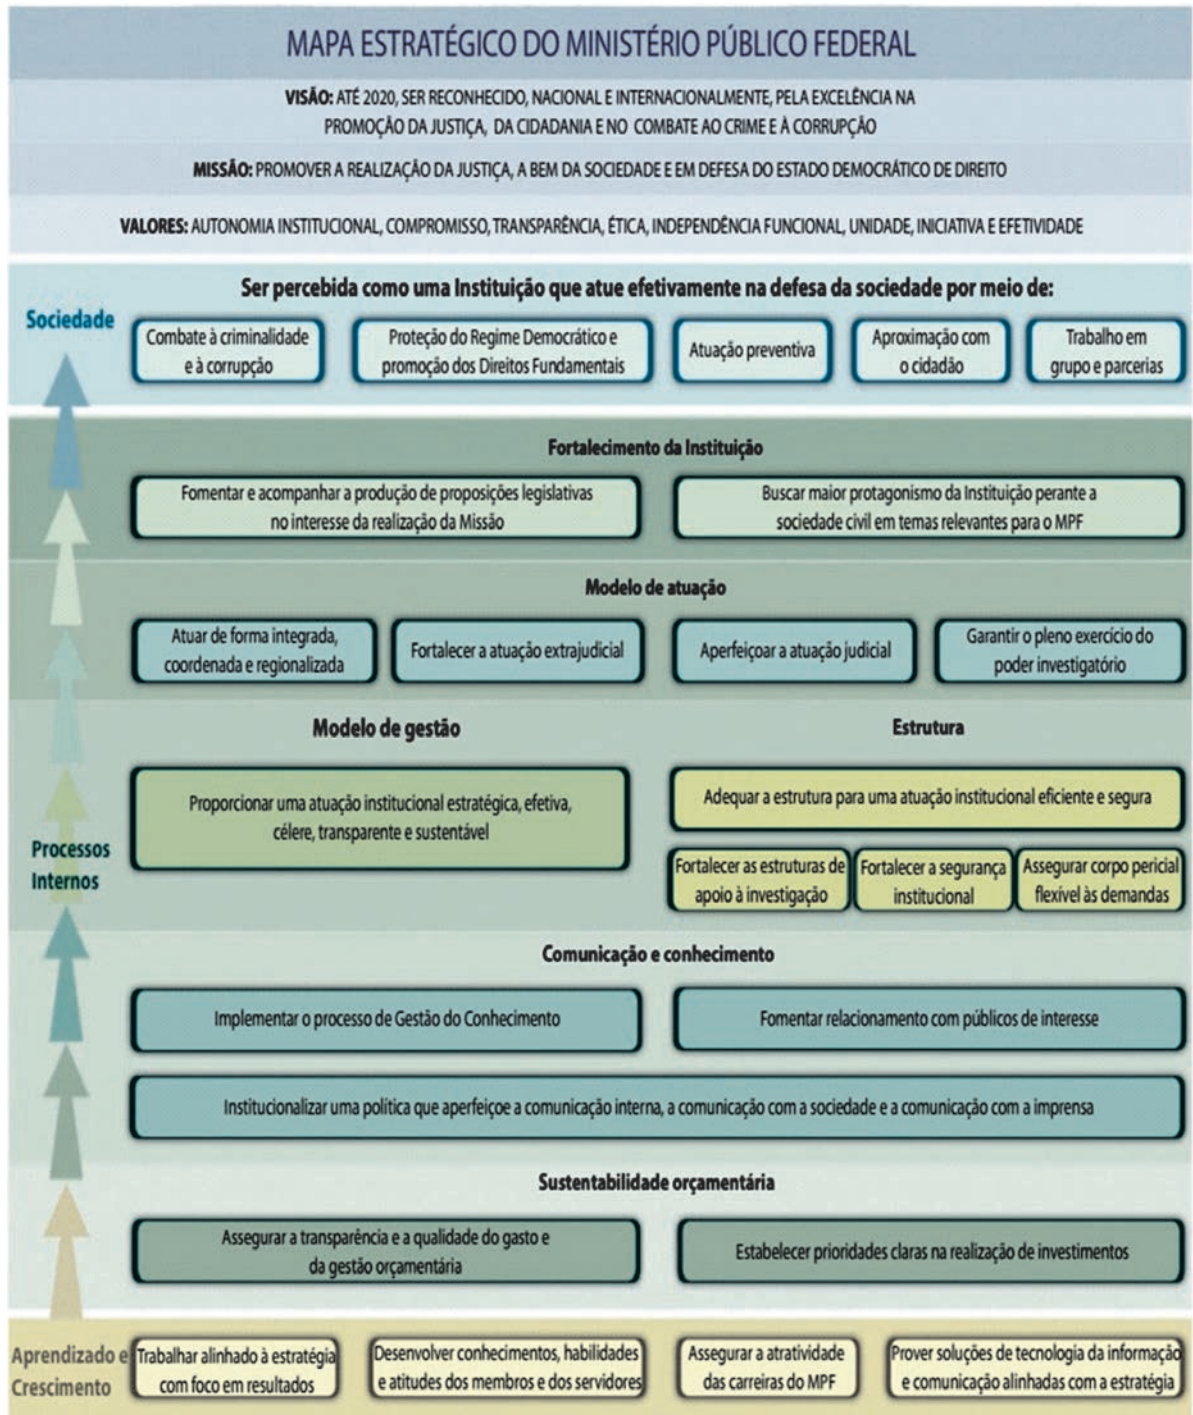 MAPA ESTRATÉGICO DO MINISTÉRIO PÚBLICO FEDERAL
VISÃO: ATÉ 2020, SER RECONHECIDO, NACIONAL E INTERNACIONALMENTE, PELA EXCELÊNCIA NA
PROMOÇÃO DA JUSTIÇA, DA CIDADANIA E NO COMBATE AO CRIME E À CORRUPÇÃO
MISSÃO: PROMOVER A REALIZAÇÃO DA JUSTIÇA, A BEM DA SOCIEDADE E EM DEFESA DO ESTADO DEMOCRÁTICO DE DIREITO
VALORES: AUTONOMIA INSTITUCIONAL, COMPROMISSO, TRANSPARÊNCIA, ÉTICA, INDEPENDÊNCIA FUNCIONAL, UNIDADE, INICIATIVA E EFETIVIDADE
Sociedade
Ser percebida como uma Instituição que atue efetivamente na defesa da sociedade por meio de:
Combate à criminalidade
e à corrupção
Proteção do Regime Democrático e
promoção dos Direitos Fundamentais
Atuação preventiva
Aproximação com
o cidadão
Trabalho em
grupo e parcerias
Processos
Internos
Fortalecimento da Instituição
Fomentar e acompanhar a produção de proposições legislativas
no interesse da realização da Missão
Buscar maior protagonismo da Instituição perante a
sociedade civil em temas relevantes para o MPF
Modelo de atuação
Atuar de forma integrada,
coordenada e regionalizada
Fortalecer a atuação extrajudicial
Aperfeiçoar a atuação judicial
Garantir o pleno exercício do
poder investigatório
Modelo de gestão
Proporcionar uma atuação institucional estratégica, efetiva,
célere, transparente e sustentável
Estrutura
Adequar a estrutura para uma atuação institucional eficiente e segura
Fortalecer as estruturas de
apoio à investigação
Fortalecer a segurança
institucional
Assegurar corpo pericial
flexível às demandas
Comunicação e conhecimento
Implementar o processo de Gestão do Conhecimento
Fomentar relacionamento com públicos de interesse
Institucionalizar uma política que aperfeiçoe a comunicação interna, a comunicação com a sociedade e a comunicação com a imprensa
Sustentabilidade orçamentária
Assegurar a transparência e a qualidade do gasto e
da gestão orçamentária
Estabelecer prioridades claras na realização de investimentos
Aprendizado e
Crescimento
Trabalhar alinhado à estratégia
com foco em resultados
Desenvolver conhecimentos, habilidades
e atitudes dos membros e dos servidores
Assegurar a atratividade
das carreiras do MPF
Prover soluções de tecnologia da informação
e comunicação alinhadas com a estratégia